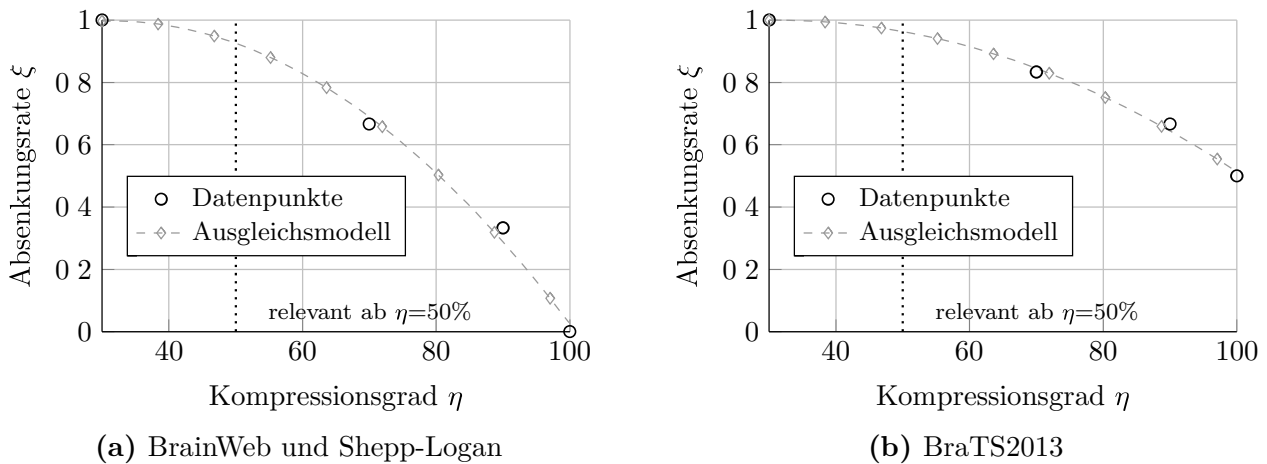 1
0 8
0 6
0 4
0 2
0
Absenkungsrate ξ
Datenpunkte
Ausgleichsmodell
relevant ab η=50%
40
60
80
100
Kompressionsgrad η
(a) BrainWeb und Shepp-Logan
1
0 8
0 6
0 4
0 2
0
Absenkungsrate ξ
Datenpunkte
Ausgleichsmodell
relevant ab η=50%
40
60
80
100
Kompressionsgrad η
(b) BraTS2013